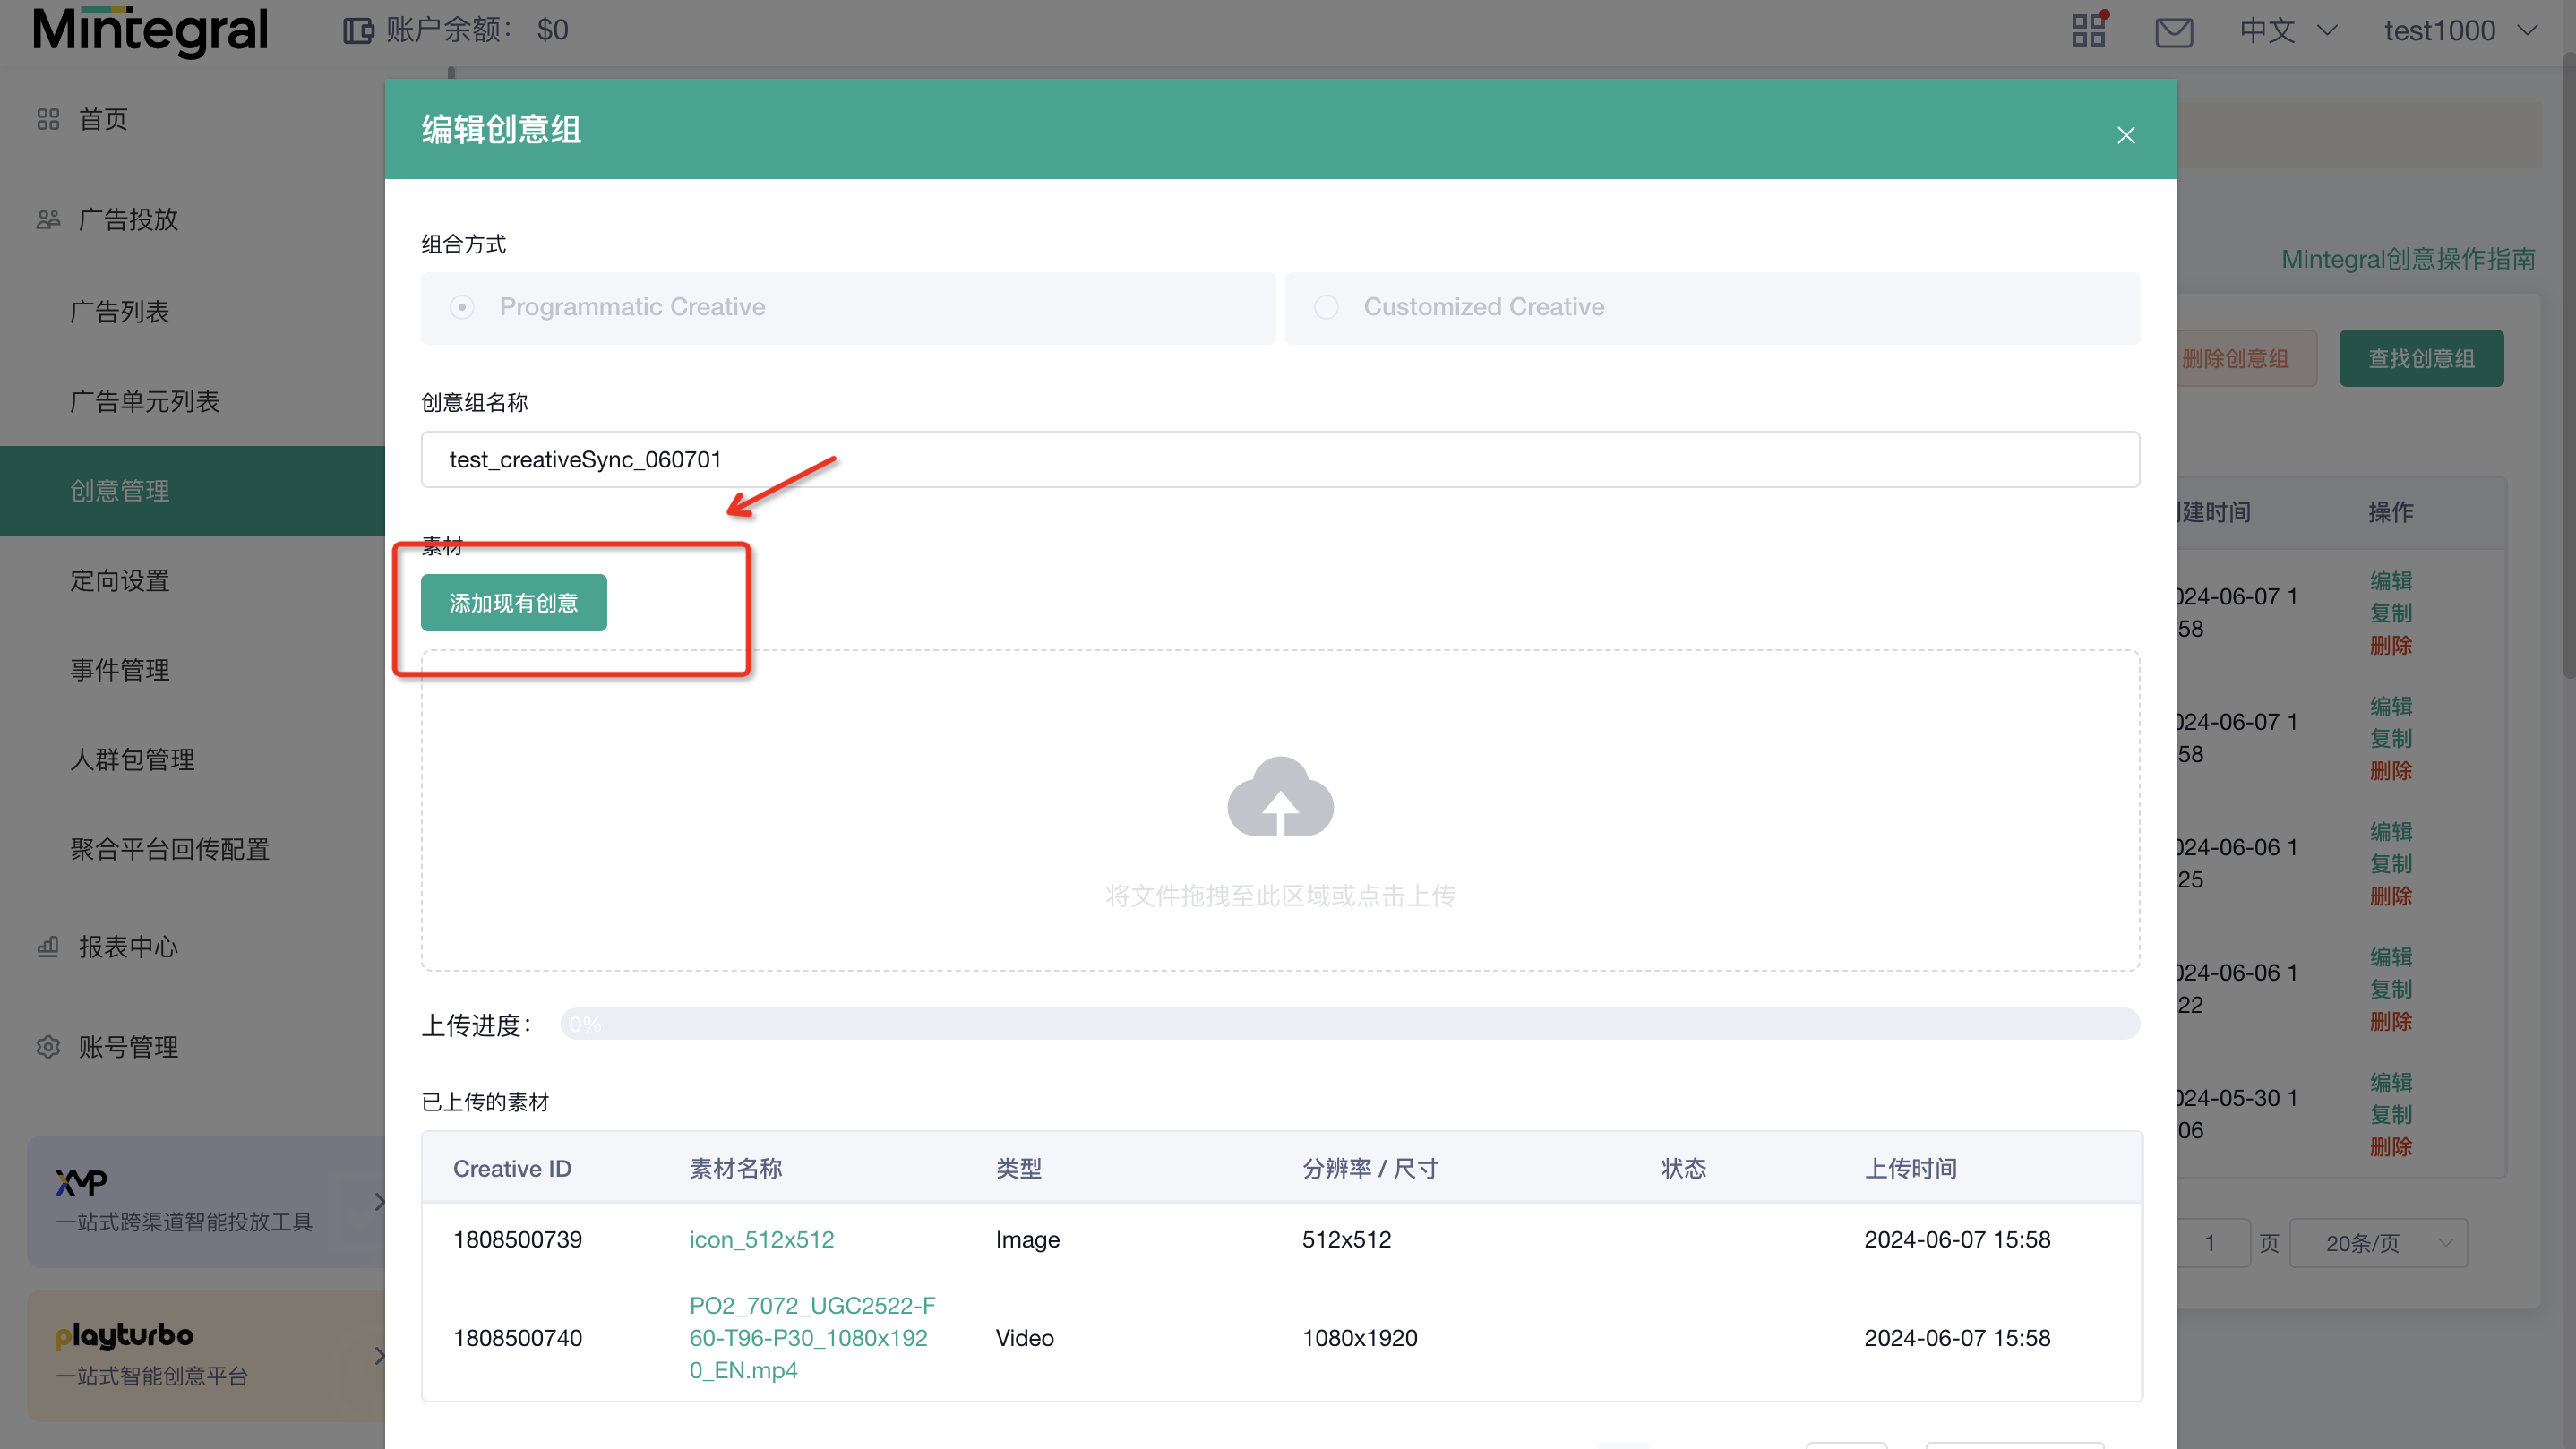 Mintegral
账户余额： $0
中文
test1000
首页
广告投放
广告列表
广告单元列表
创意管理
定向设置
事件管理
人群包管理
聚合平台回传配置
报表中心
账号管理
XMP
一站式跨渠道智能投放工具
playturbo
一站式智能创意平台
编辑创意组
组合方式
Programmatic Creative
Customized Creative
创意组名称
test_creativeSync_060701
素材
添加现有创意
将文件拖拽至此区域或点击上传
上传进度： 0%
已上传的素材
Creative ID 素材名称 类型 分辨率 / 尺寸 状态 上传时间
1808500739 icon_512x512 Image 512x512 2024-06-07 15:58
PO2_7072_UGC2522-F
1808500740 60-T96-P30_1080x192 Video 1080x1920 2024-06-07 15:58
0_EN.mp4
Mintegral创意操作指南
删除创意组
查找创意组
建时间 操作
编辑
024-06-07 1
复制
58
删除
编辑
024-06-07 1
复制
58
删除
编辑
024-06-06 1
复制
25
删除
编辑
024-06-06 1
复制
22
删除
编辑
024-05-30 1
复制
06
删除
1 页 20条/页